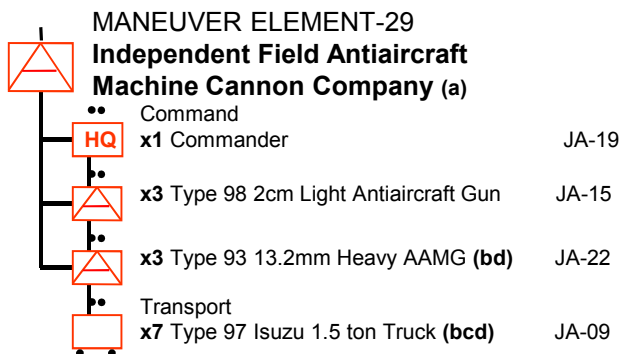 MANEUVER ELEMENT-29
Independent Field Antiaircraft
Machine Cannon Company (a)
Command
HQ x1 Commander JA-19
x3 Type 98 2cm Light Antiaircraft Gun JA-15
x3 Type 93 13.2mm Heavy AAMG (bd) JA-22
Transport
x7 Type 97 Isuzu 1.5 ton Truck (bcd) JA-09